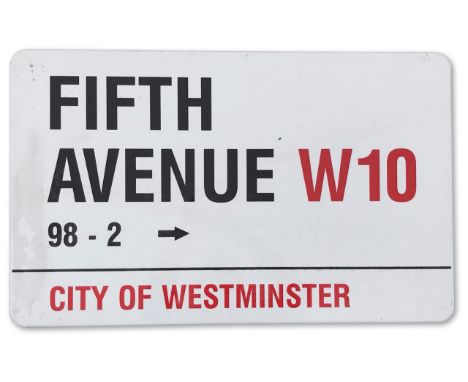 FIFTH
AVENUE W10
98 - 2 →
CITY OF WESTMINSTER